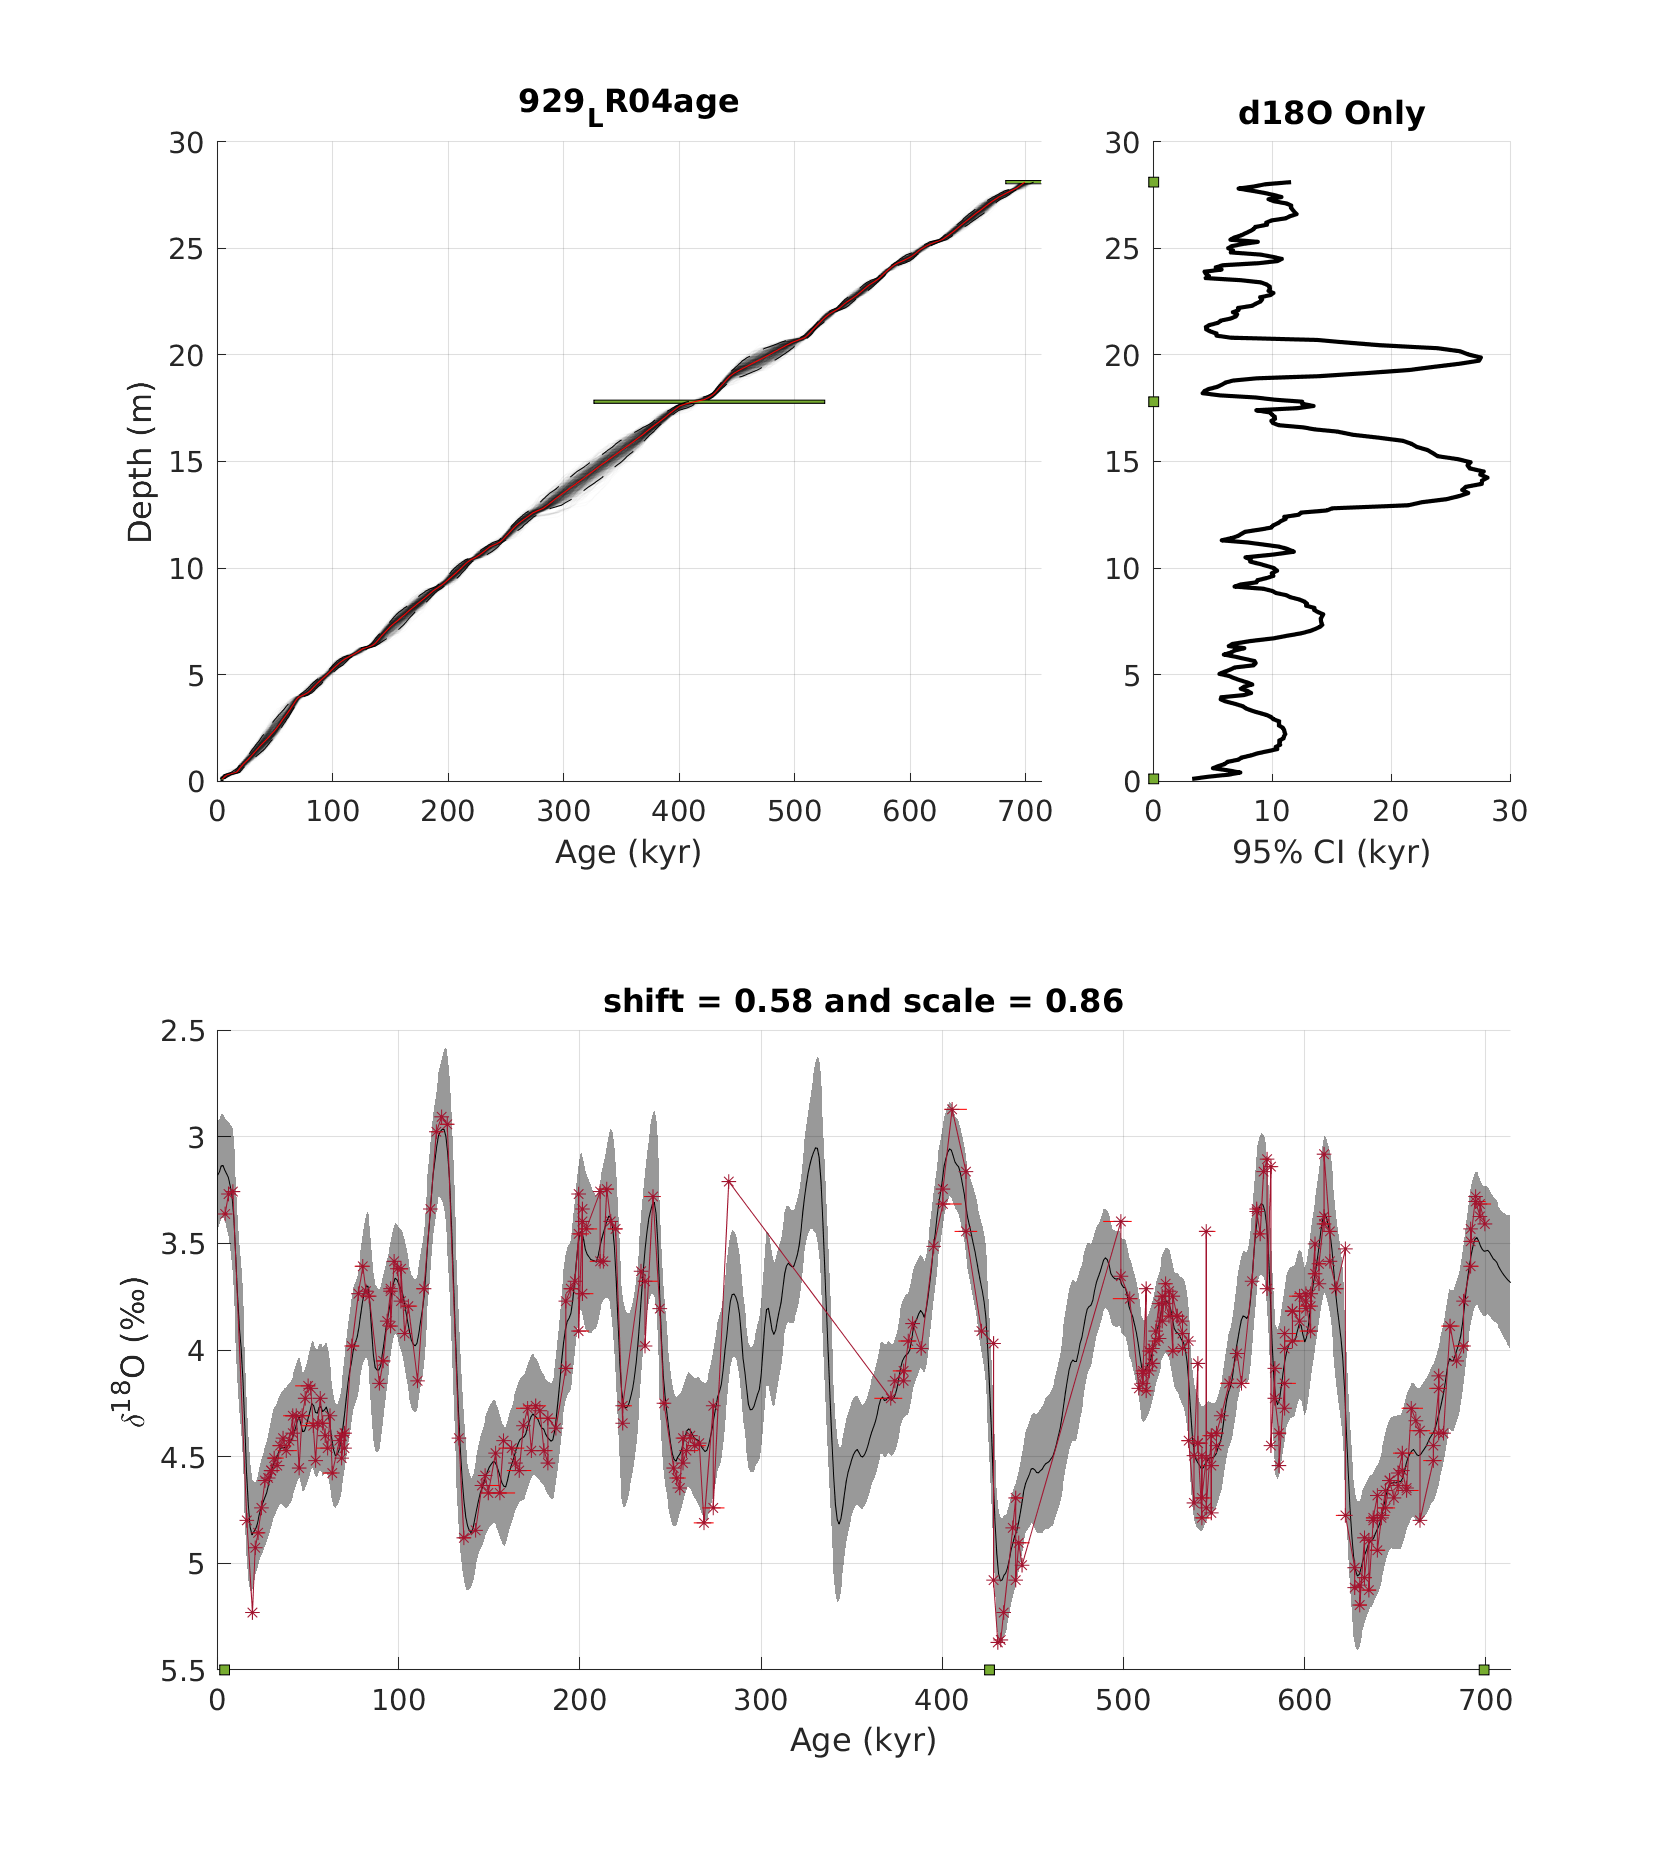 929LR04age
d18O Only
30
25
20
15
10
5
0
Depth (m)
0 100 200 300 400 500 600 700
Age (kyr)
30
25
20
15
10
5
0
0 10 20 30
95% CI (kyr)
shift = 0.58 and scale = 0.86
2.5
3
3.5
4
4.5
5
5.5
δ18O (‰)
0 100 200 300 400 500 600 700
Age (kyr)